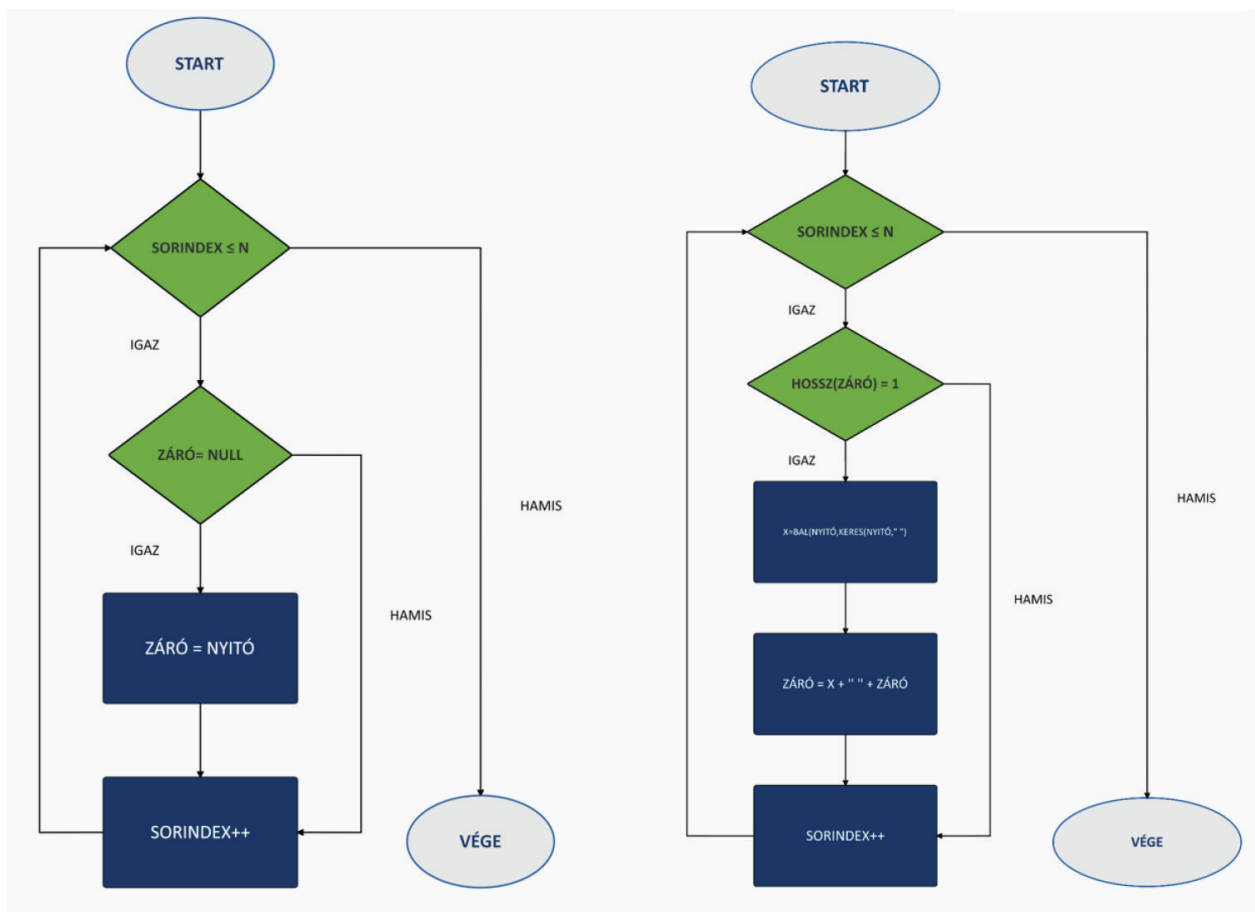 START
SORINDEX ≤ N
IGAZ
ZÁRÓ= NULL
HAMIS
IGAZ
HAMIS
ZÁRÓ = NYITÓ
SORINDEX++
VÉGE
START
SORINDEX ≤ N
IGAZ
HOSSZ(ZÁRÓ) = 1
IGAZ
HAMIS
X=BAL(NYITÓ,KERES(NYITÓ," ")
HAMIS
ZÁRÓ = X + " " + ZÁRÓ
SORINDEX++
VÉGE